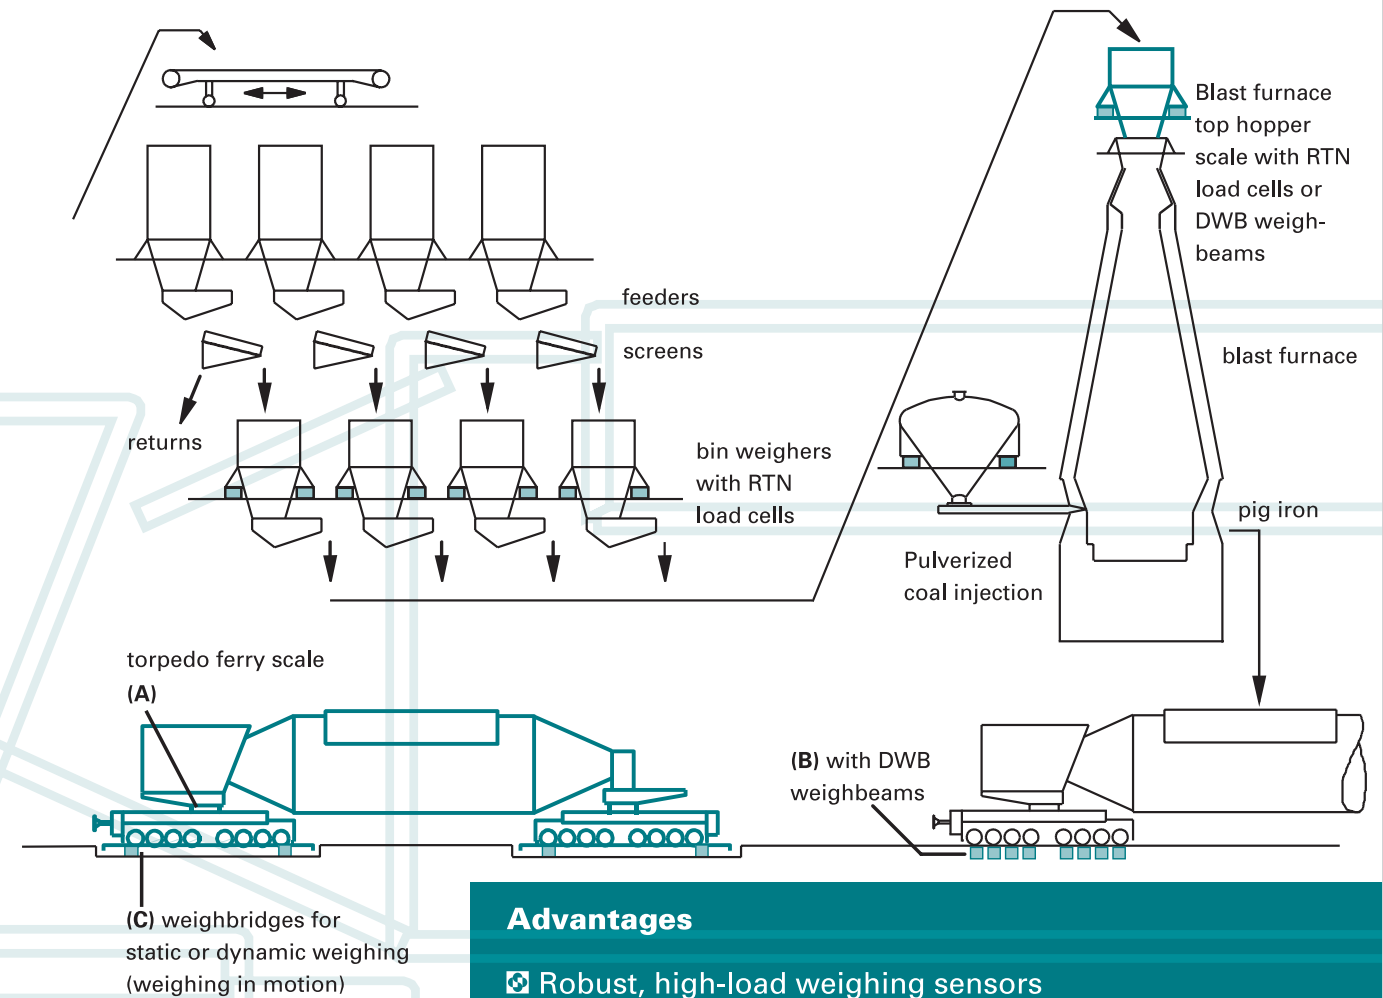 Blast furnace
top hopper
scale with RTN
load cells or
DWB weigh-
beams
feeders
screens
blast furnace
returns
bin weighers
with RTN
load cells
pig iron
Pulverized
coal injection
torpedo ferry scale
(A)
(B) with DWB
weighbeams
(C) weighbridges for
static or dynamic weighing
(weighing in motion)
Advantages
Robust, high-load weighing sensors